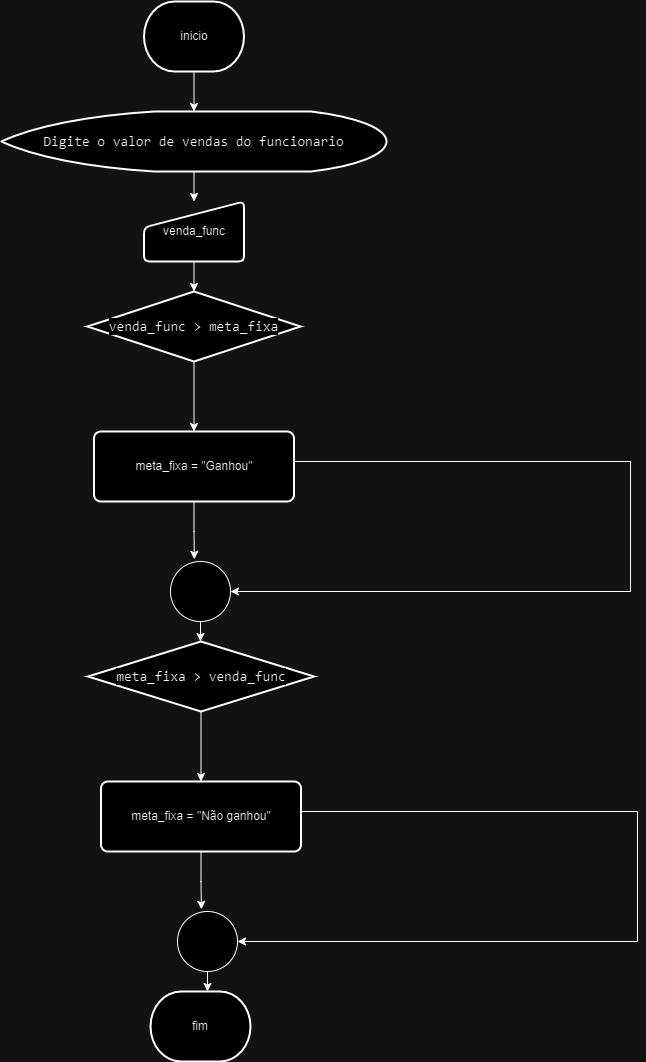 inicio
Digite o valor de vendas do funcionario
venda_func
venda_func > meta_fixa
meta_fixa = "Ganhou"
meta_fixa > venda_func
meta_fixa = "Não ganhou"
fim